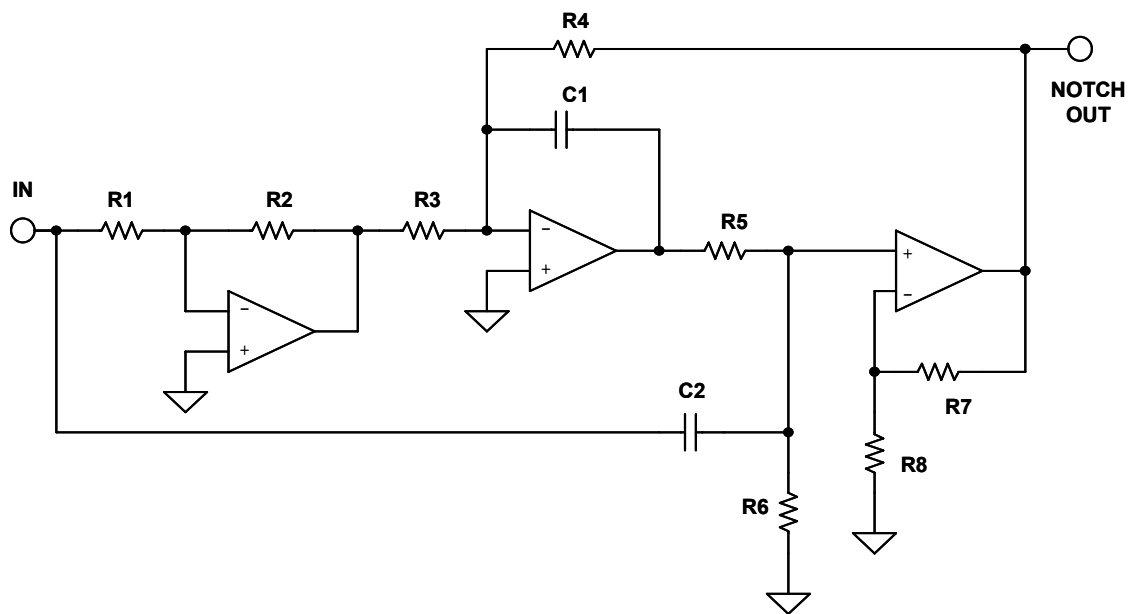 R4
C1
NOTCH
OUT
IN
R1
R2
R3
R5
−
+
+
−
−
+
C2
R7
R8
R6